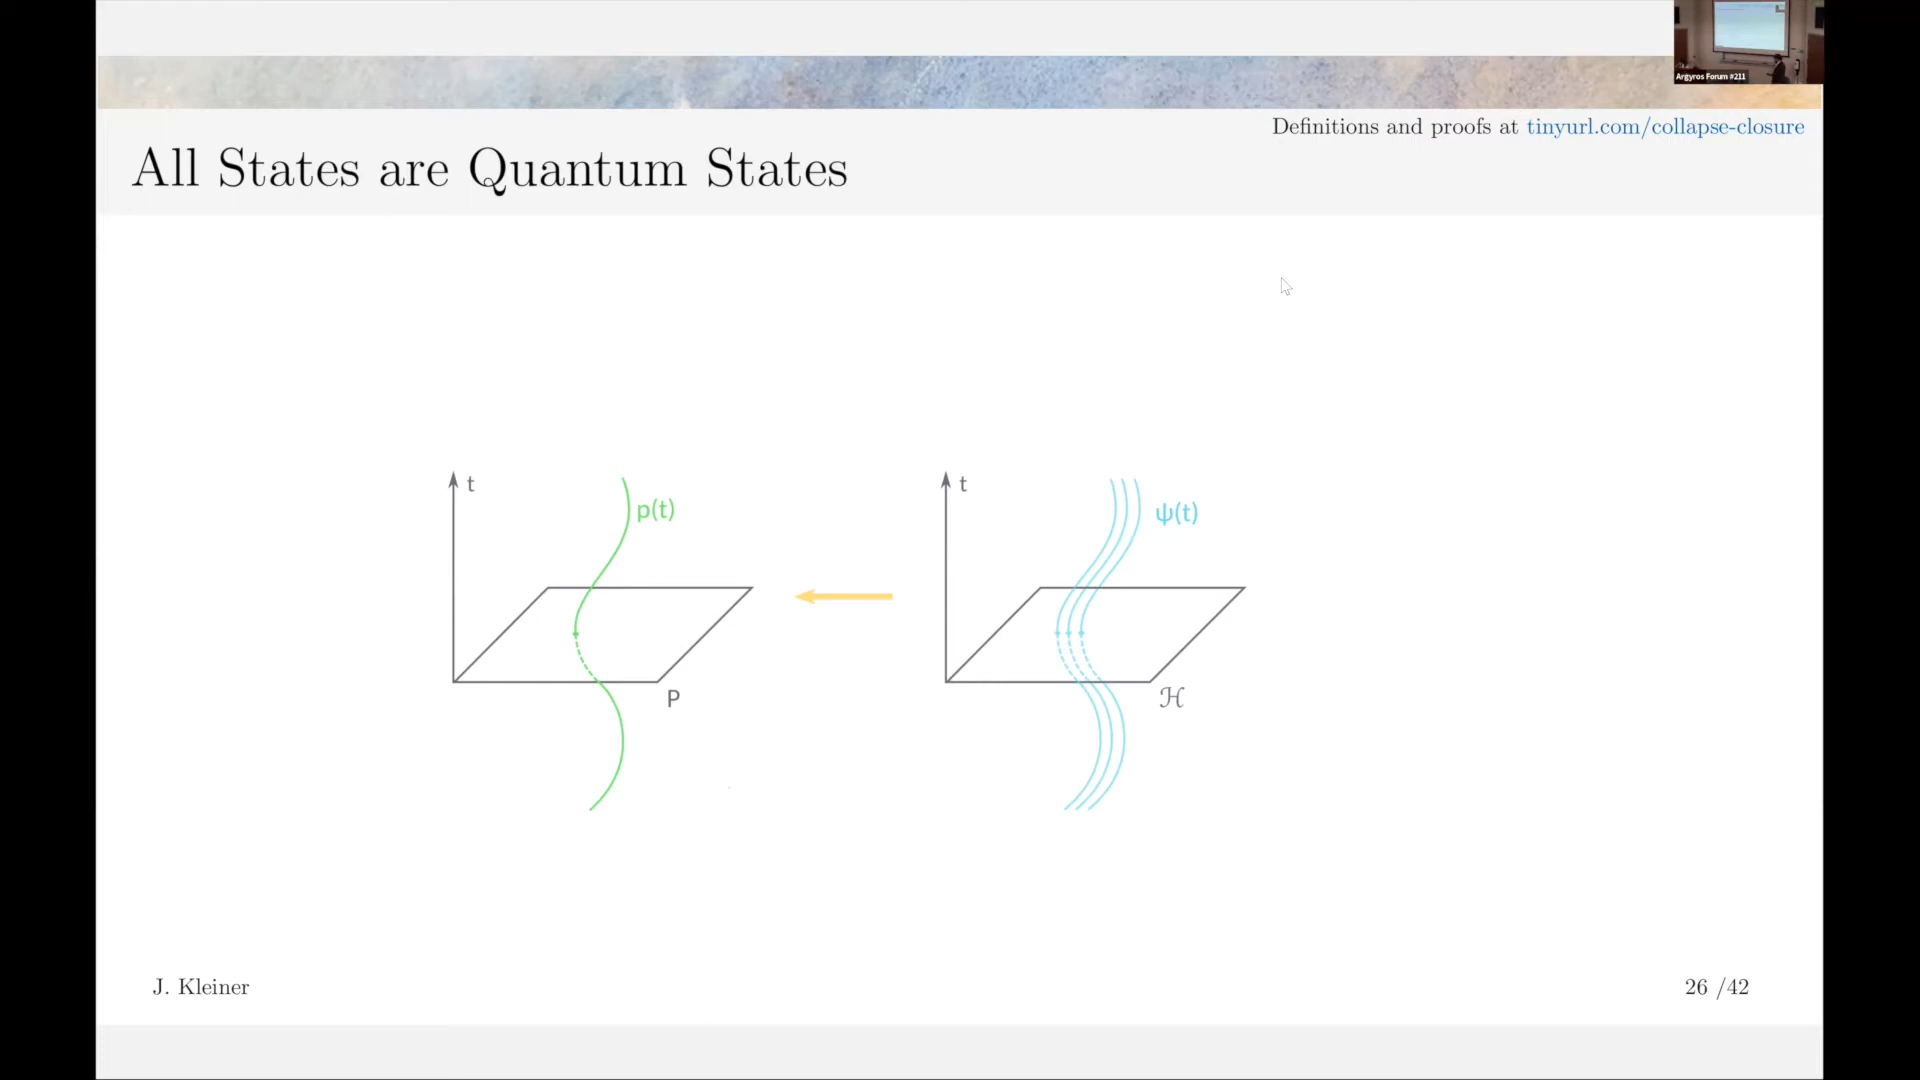 Argyros Forum #211
Definitions and proofs at tinyurl.com/collapse-closure
All States are Quantum States
t
p(t)
P
t
ψ(t)
ℋ
J. Kleiner
26 /42